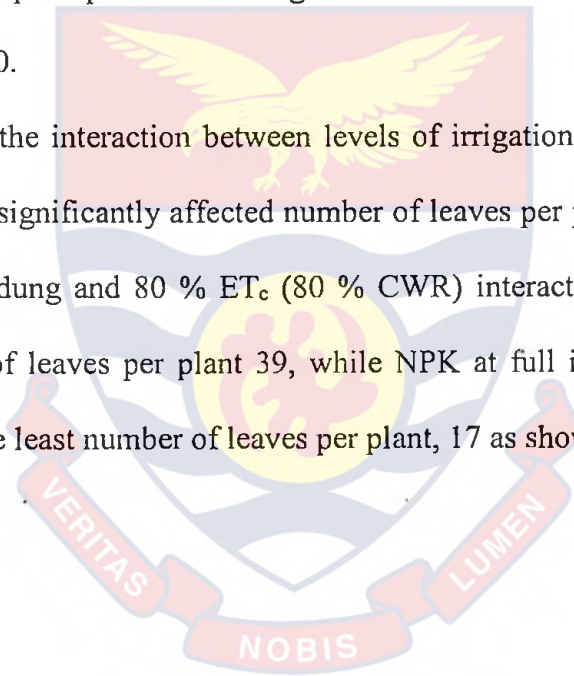 0.
the interaction between levels of irrigation
significantly affected number of leaves per
dung and 80 % ETc (80 % CWR) interact
of leaves per plant 39, while NPK at full i
e least number of leaves per plant, 17 as show
VERITAS
NOBIS
LUMEN